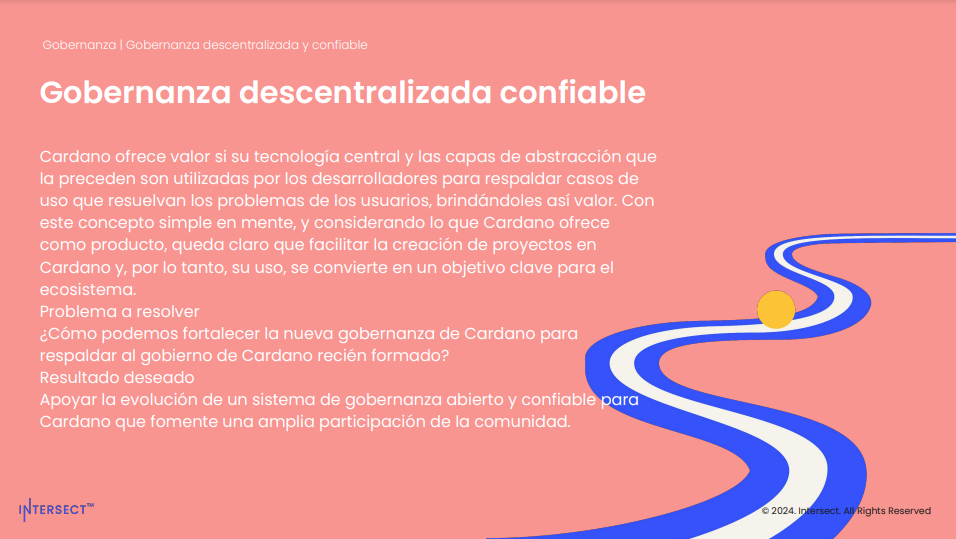 Gobernanza | Gobernanza descentralizada y confiable
Gobernanza descentralizada confiable
Cardano ofrece valor si su tecnología central y las capas de abstracción que
la preceden son utilizadas por los desarrolladores para respaldar casos de
uso que resuelvan los problemas de los usuarios, brindándoles así valor. Con
este concepto simple en mente, y considerando lo que Cardano ofrece
como producto, queda claro que facilitar la creación de proyectos en
Cardano y, por lo tanto, su uso, se convierte en un objetivo clave para el
ecosistema.
Problema a resolver
¿Cómo podemos fortalecer la nueva gobernanza de Cardano para
respaldar al gobierno de Cardano recién formado?
Resultado deseado
Apoyar la evolución de un sistema de gobernanza abierto y confiable para
Cardano que fomente una amplia participación de la comunidad.
INTERSECT™
© 2024. Intersect. All Rights Reserved